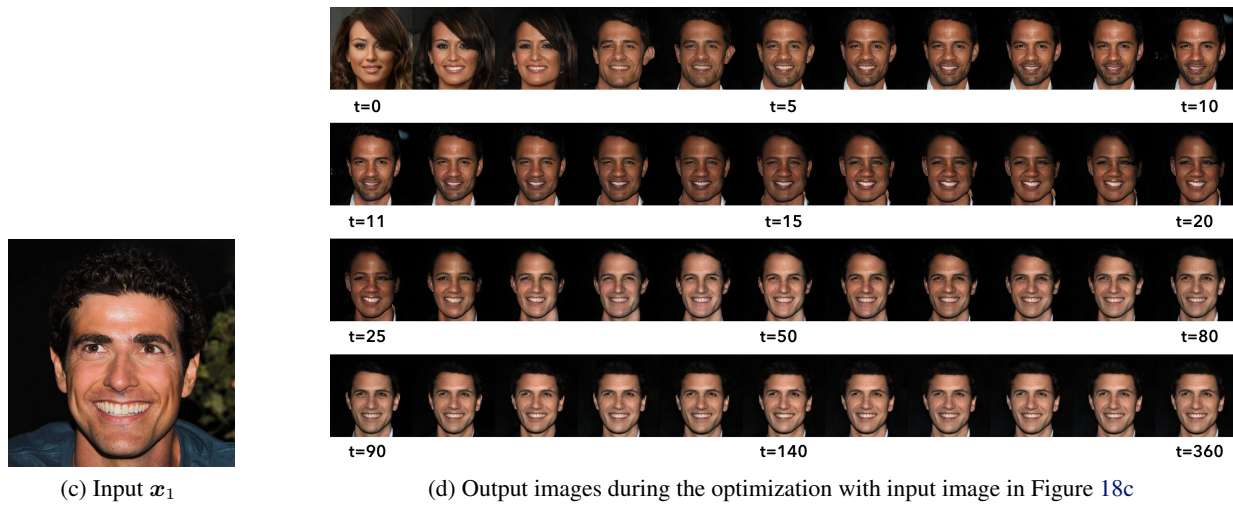 t=0 t=5 t=10
t=11 t=15 t=20
t=25 t=50 t=80
t=90 t=140 t=360
(c) Input x₁
(d) Output images during the optimization with input image in Figure 18c